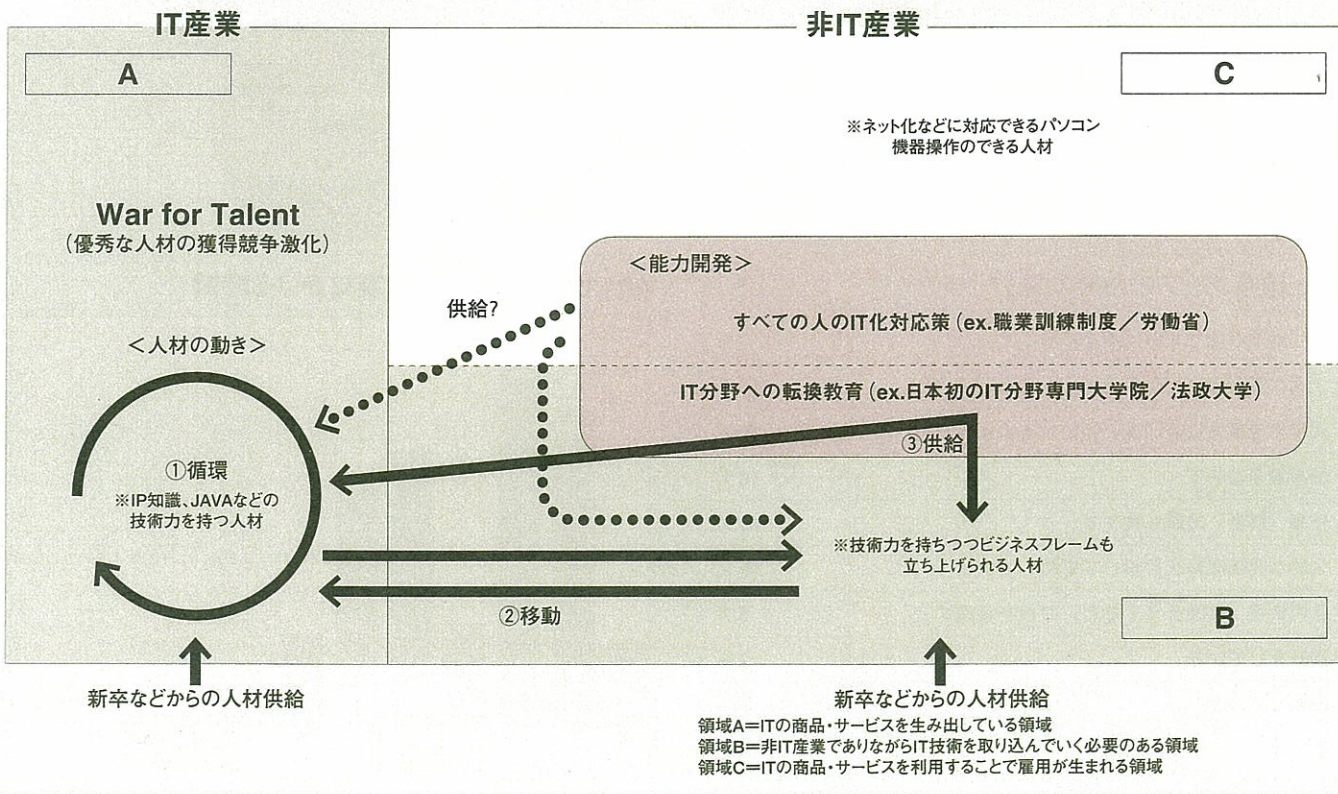 IT産業
非IT産業
A
C
※ネット化などに対応できるパソコン
機器操作のできる人材
War for Talent
（優秀な人材の獲得競争激化）
＜能力開発＞
供給?
すべての人のIT化対応策（ex.職業訓練制度／労働省）
＜人材の動き＞
IT分野への転換教育（ex.日本初のIT分野専門大学院／法政大学）
③供給
①循環
※IP知識、JAVAなどの
技術力を持つ人材
※技術力を持ちつつビジネスフレームも
立ち上げられる人材
②移動
B
新卒などからの人材供給
新卒などからの人材供給
領域A=ITの商品・サービスを生み出している領域
領域B=非IT産業でありながらIT技術を取り込んでいく必要のある領域
領域C=ITの商品・サービスを利用することで雇用が生まれる領域